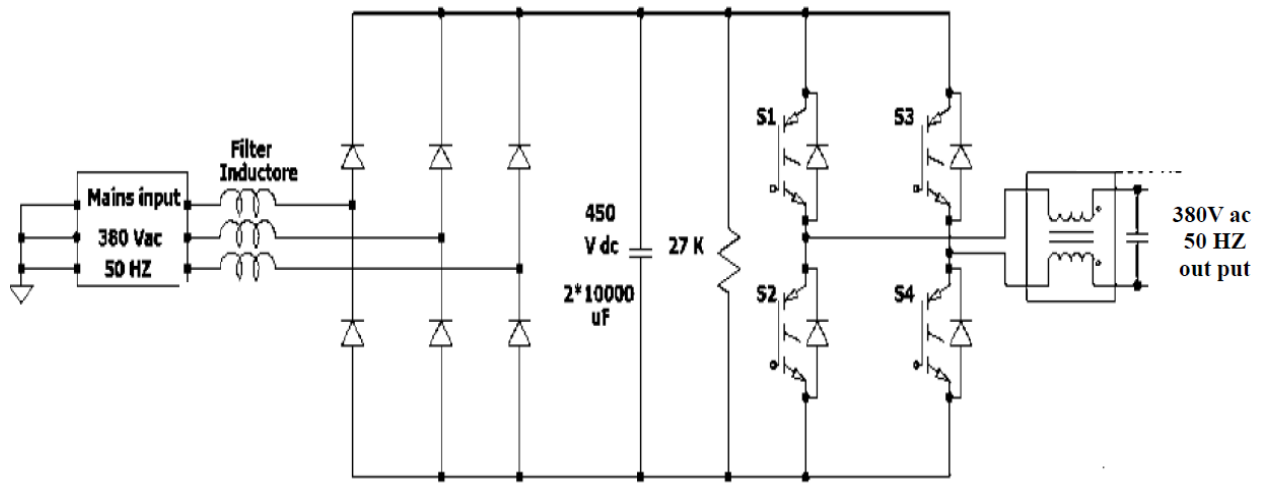 Filter
Inductore
Mains input
380 Vac
50 HZ
450
V dc
2*10000
uF
27 K
S1
S3
S2
S4
380V ac
50 HZ
out put